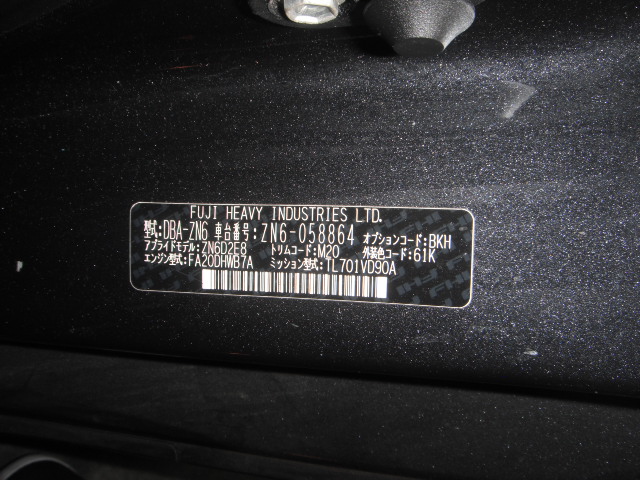 FUJI HEAVY INDUSTRIES LTD.
型式:DBA-ZN6 車台番号:ZN6-058864 オプションコード:BKH
アプライドモデル:ZN6D2E8 トリムコード:M20 外装色コード:61K
エンジン型式:FA20DHWB7A ミッション型式:TL701VD90A